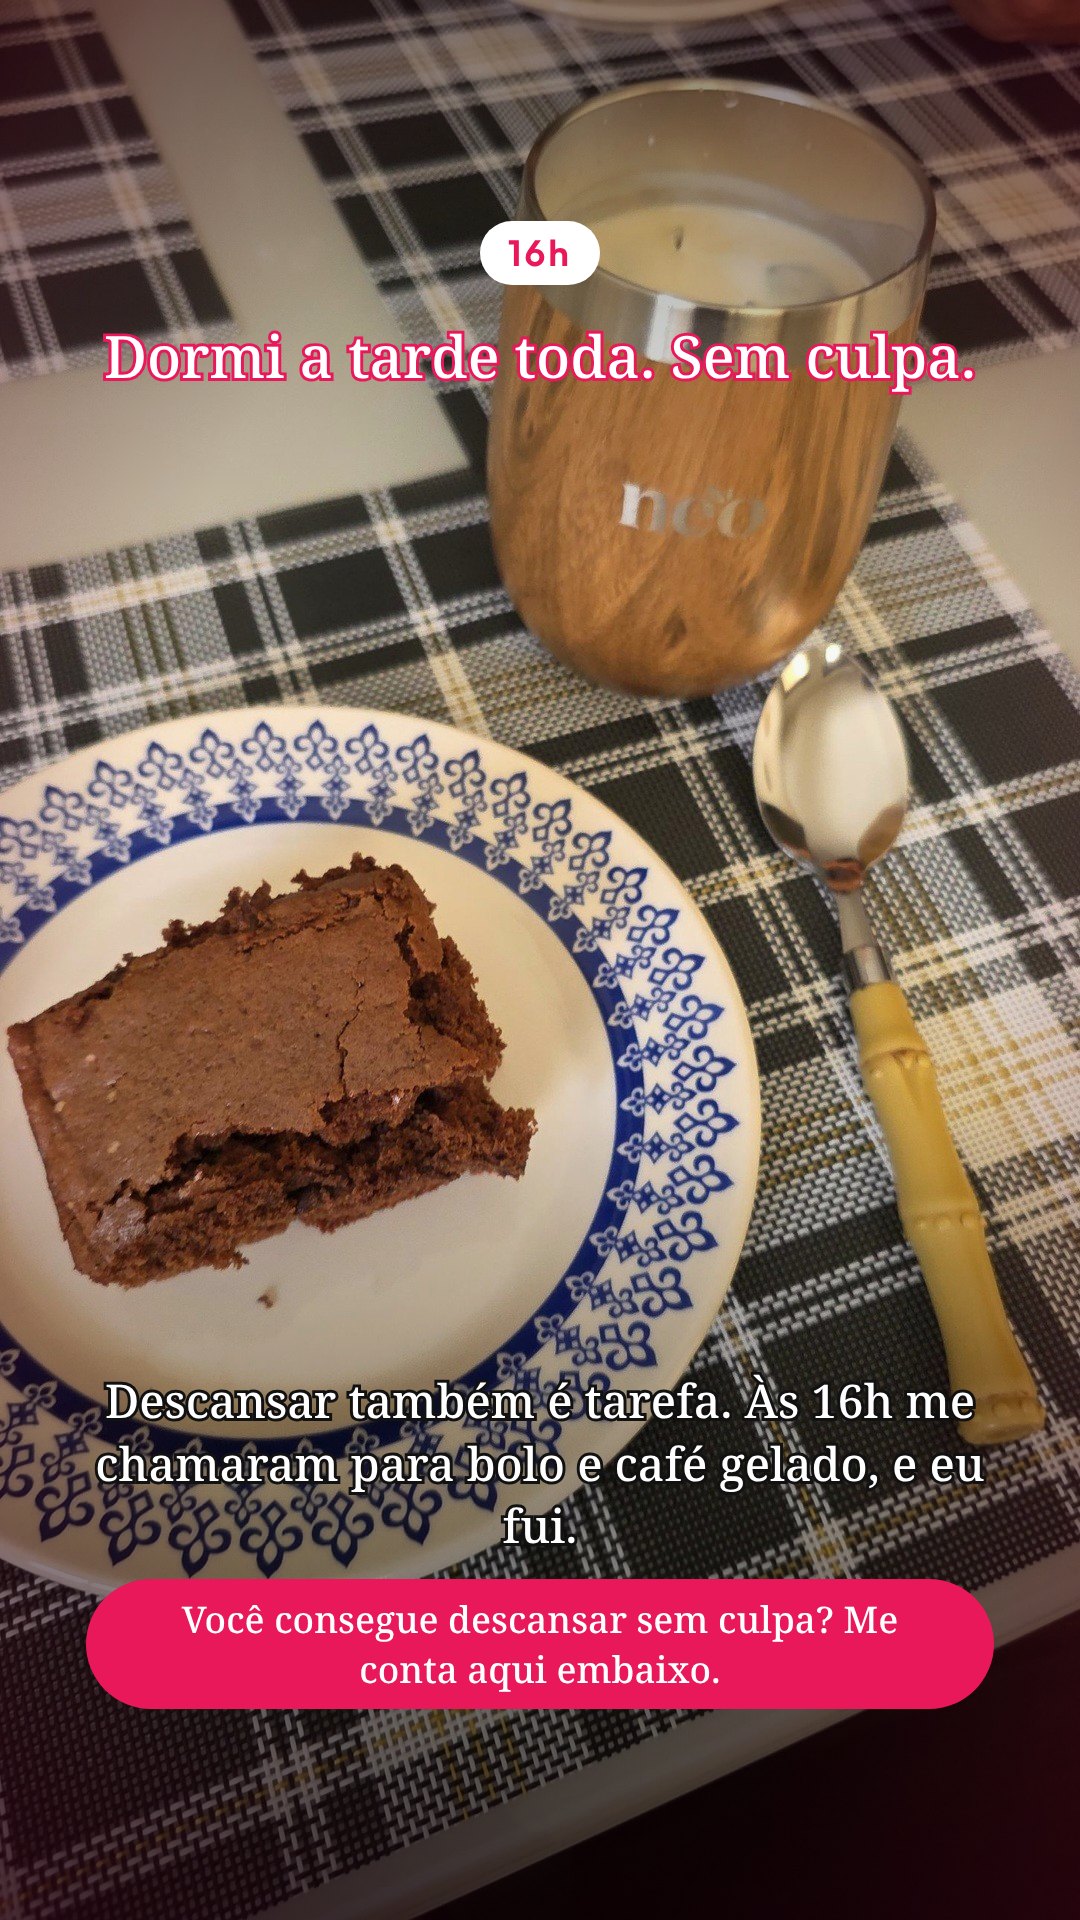 16h
Dormi a tarde toda. Sem culpa.
Descansar também é tarefa. Às 16h me
chamaram para bolo e café gelado, e eu
fui.
Você consegue descansar sem culpa? Me
conta aqui embaixo.